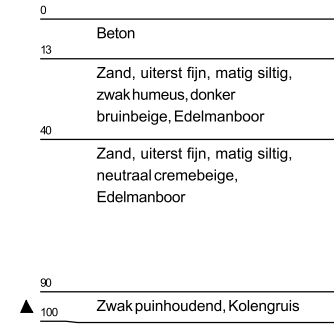 0
Beton
13
Zand, uiterst fijn, matig siltig,
zwak humeus, donker
bruinbeige, Edelmanboor
40
Zand, uiterst fijn, matig siltig,
neutraal cremebeige,
Edelmanboor
90
Zwak puinhoudend, Kolengruis
100